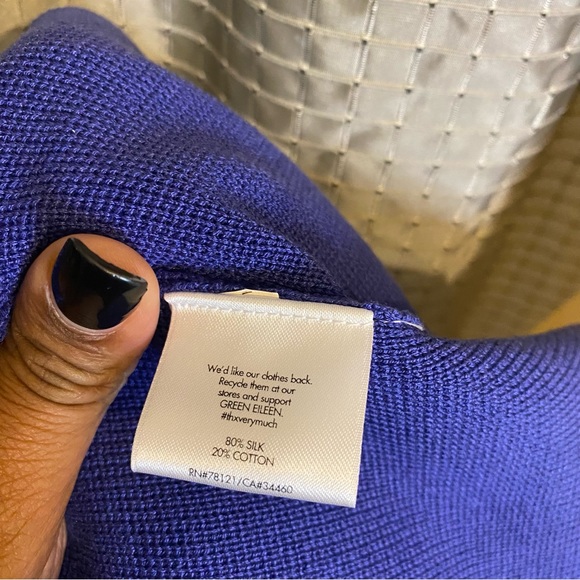 We'd like our clothes back.
Recycle them at our
stores and support
GREEN EILEEN.
#thxverymuch
80% SILK
20% COTTON
RN#78121/CA#34460